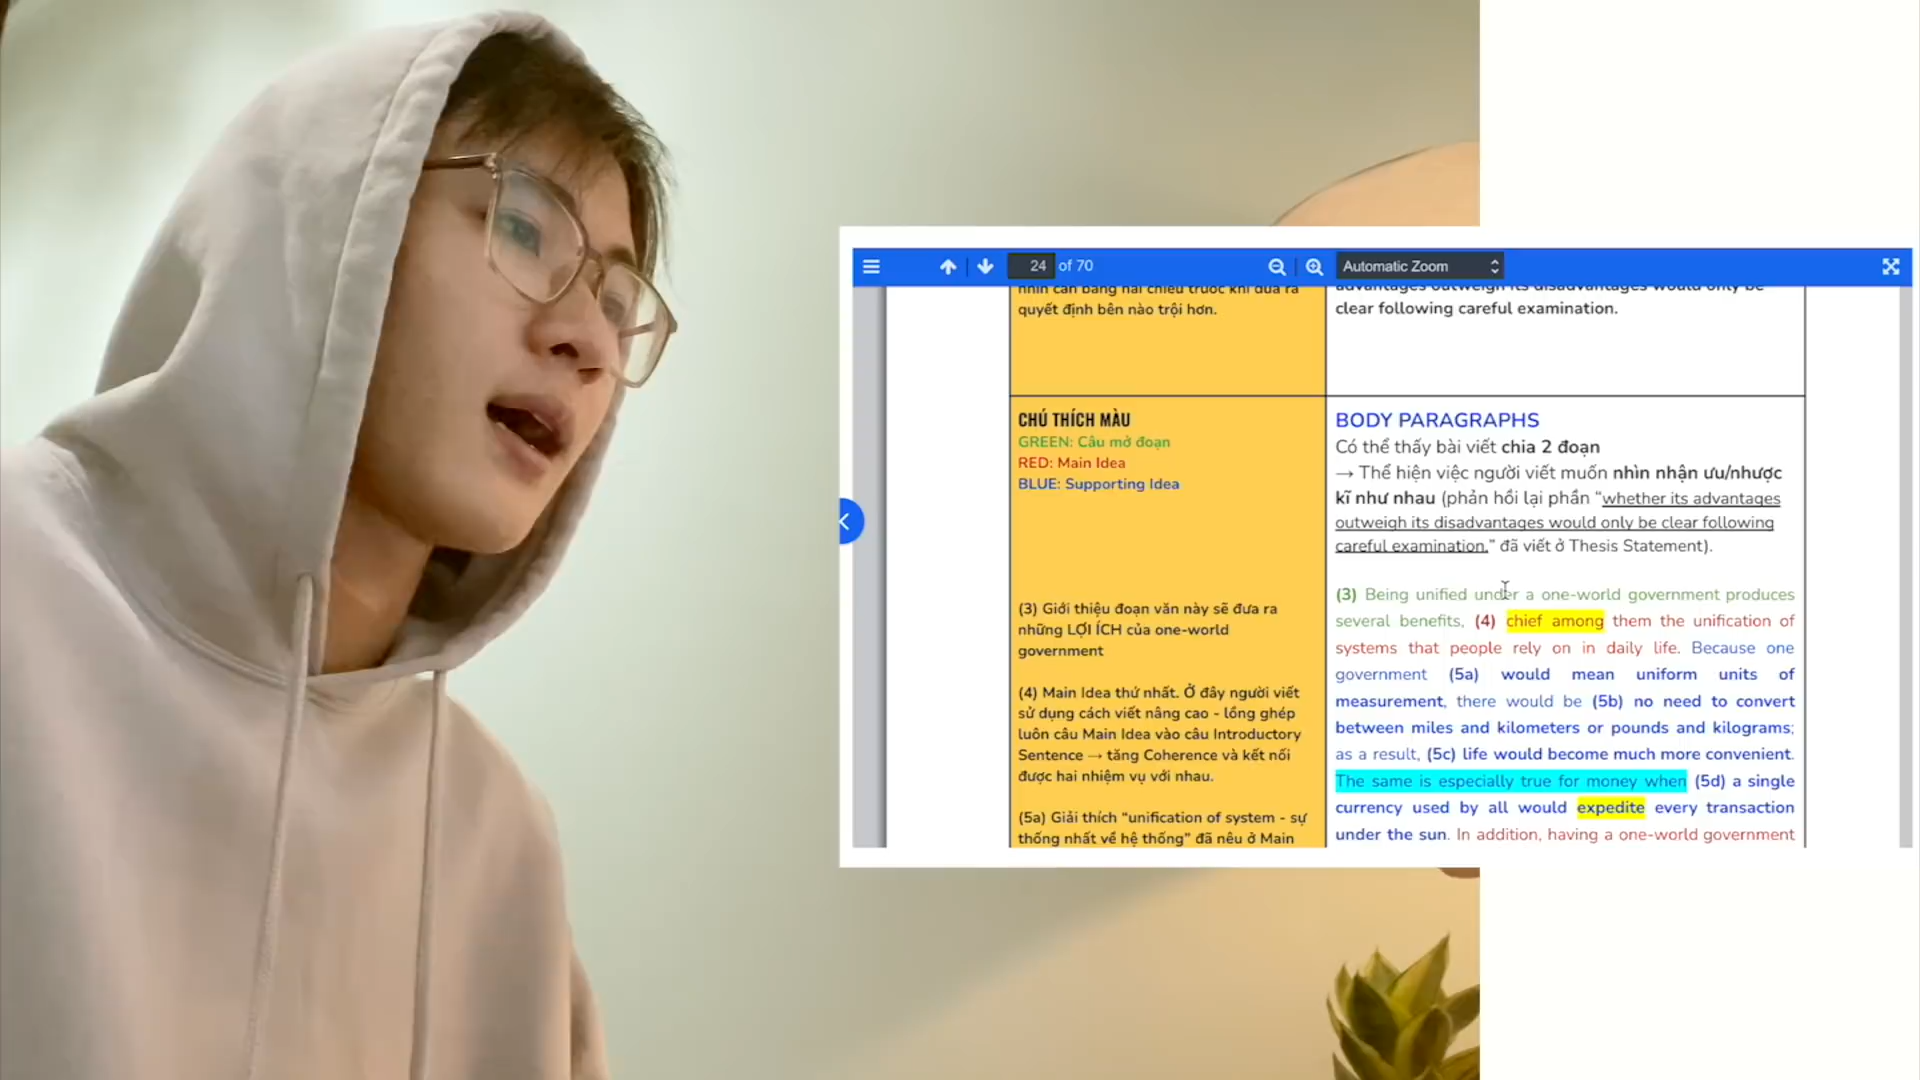 24 of 70
Automatic Zoom
quyết định bên nào trội hơn.
clear following careful examination.
CHÚ THÍCH MÀU
GREEN: Câu mở đoạn
RED: Main Idea
BLUE: Supporting Idea
(3) Giới thiệu đoạn văn này sẽ đưa ra
những LỢI ÍCH của one-world
government
(4) Main Idea thứ nhất. Ở đây người viết
sử dụng cách viết nâng cao - lồng ghép
luôn câu Main Idea vào câu Introductory
Sentence → tăng Coherence và kết nối
được hai nhiệm vụ với nhau.
(5a) Giải thích “unification of system - sự
thống nhất về hệ thống” đã nêu ở Main
BODY PARAGRAPHS
Có thể thấy bài viết chia 2 đoạn
→ Thể hiện việc người viết muốn nhìn nhận ưu/nhược
kĩ như nhau (phản hồi lại phần “whether its advantages
outweigh its disadvantages would only be clear following
careful examination.” đã viết ở Thesis Statement).
(3) Being unified under a one-world government produces
several benefits, (4) chief among them the unification of
systems that people rely on in daily life. Because one
government (5a) would mean uniform units of
measurement, there would be (5b) no need to convert
between miles and kilometers or pounds and kilograms;
as a result, (5c) life would become much more convenient.
The same is especially true for money when (5d) a single
currency used by all would expedite every transaction
under the sun. In addition, having a one-world government